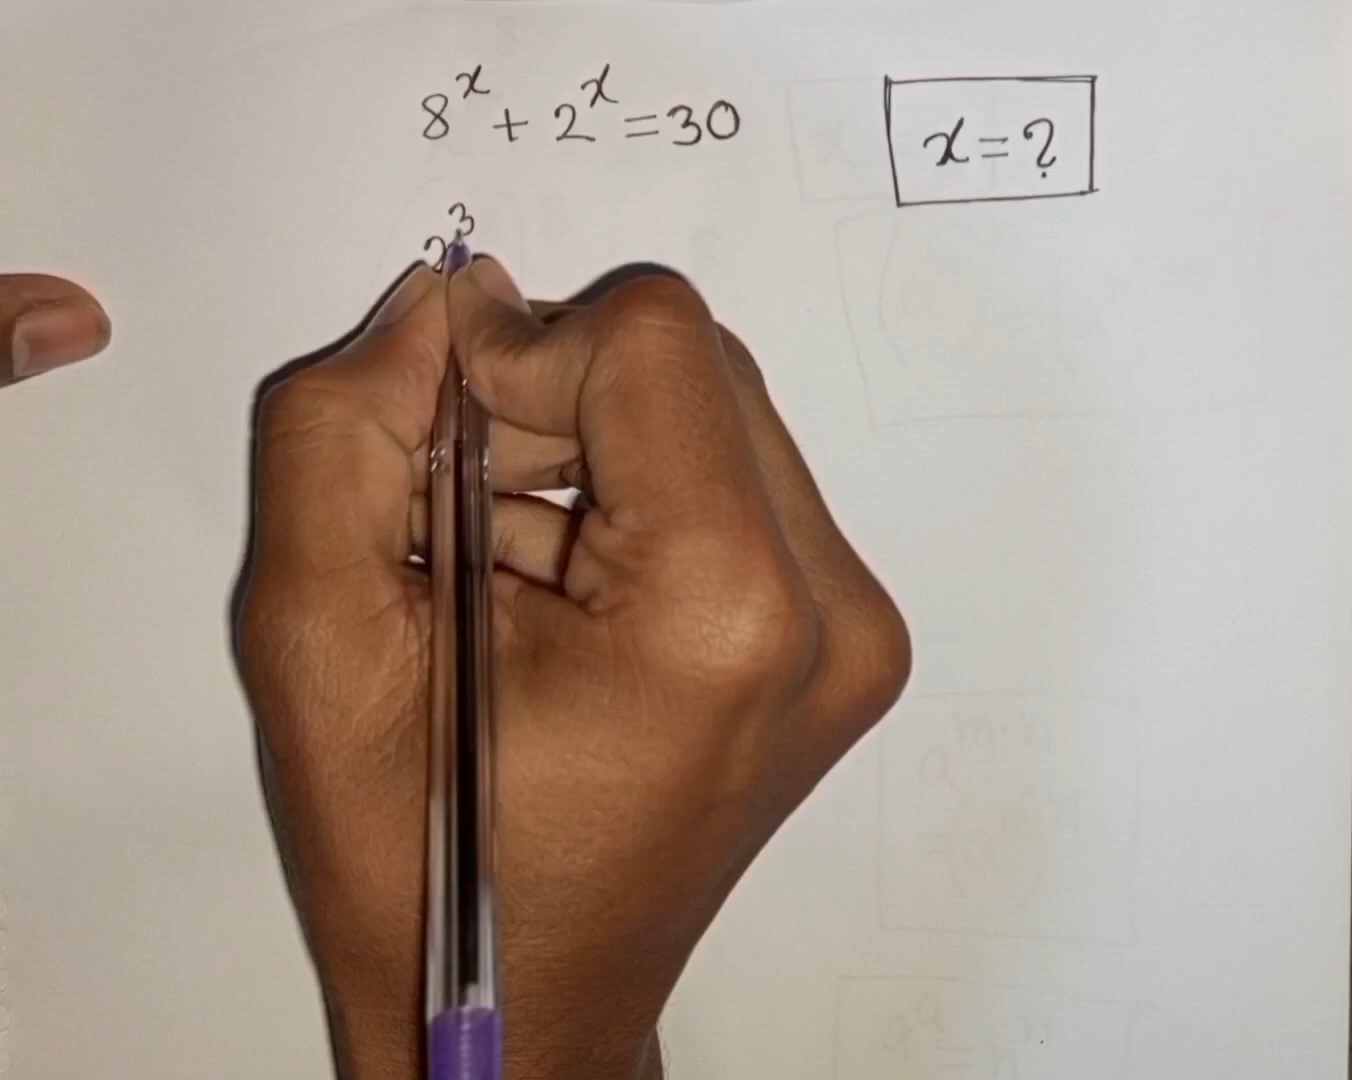 8^x + 2^x = 30
x = ?
2^3